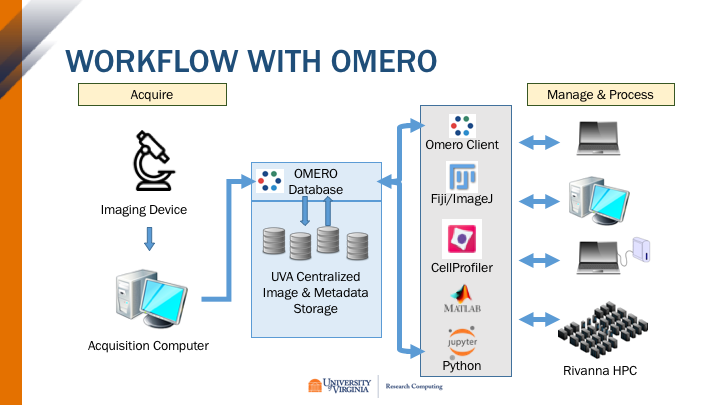 WORKFLOW WITH OMERO
Acquire
Manage & Process
Imaging Device
Acquisition Computer
OMERO
Database
UVA Centralized
Image & Metadata
Storage
Omero Client
Fiji/ImageJ
CellProfiler
MATLAB
jupyter
Python
Rivanna HPC
UNIVERSITY
OF VIRGINIA
Research Computing